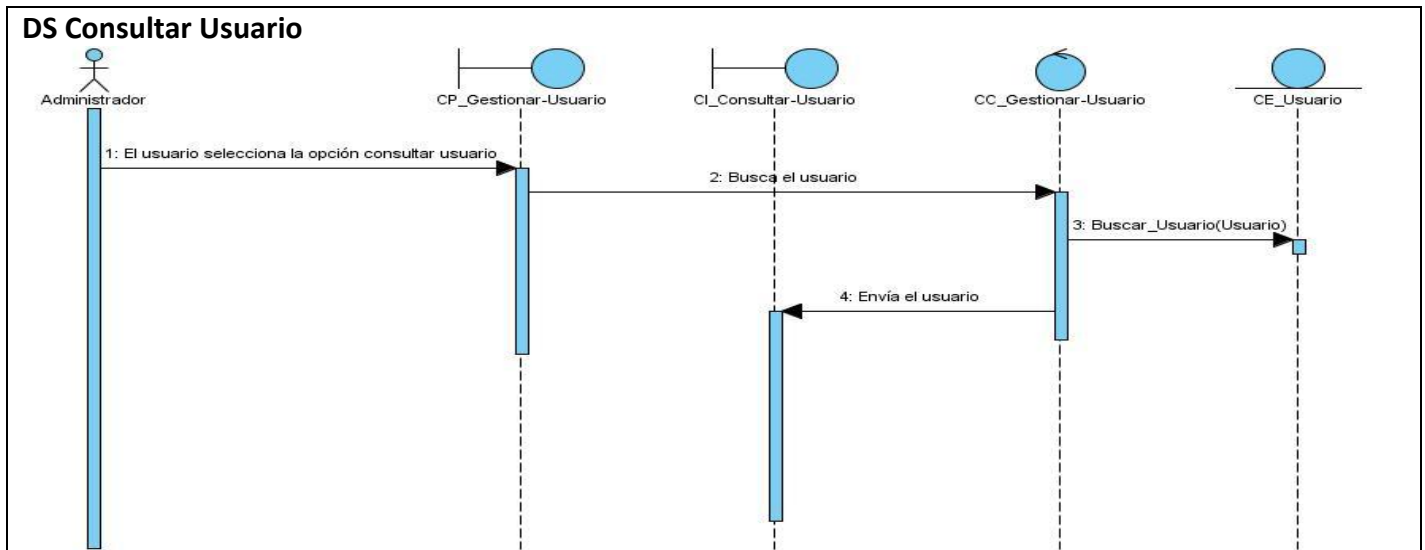 DS Consultar Usuario
Administrador
CP_Gestionar-Usuario
CI_Consultar-Usuario
CC_Gestionar-Usuario
CE_Usuario
1: El usuario selecciona la opción consultar usuario
2: Busca el usuario
3: Buscar_Usuario(Usuario)
4: Envía el usuario